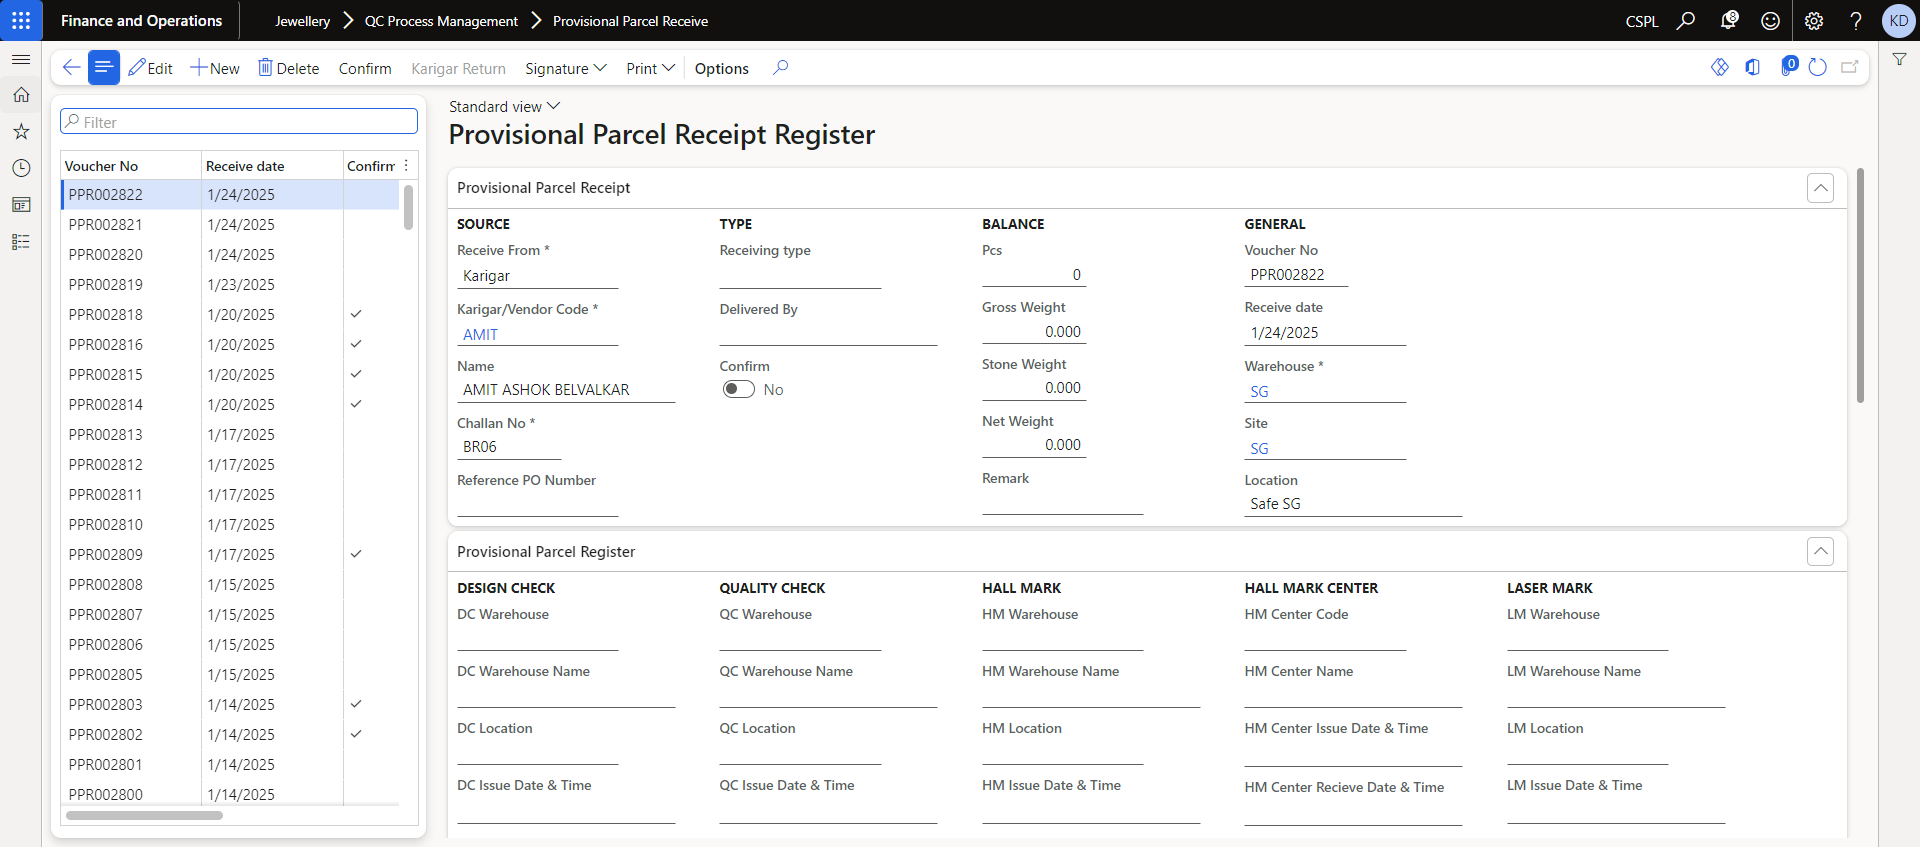 Finance and Operations
Jewellery
QC Process Management
Provisional Parcel Receive
CSPL
8
KD
Edit
New
Delete
Confirm
Karigar Return
Signature
Print
Options
0
Filter
Voucher No Receive date Confirm
PPR002822 1/24/2025
PPR002821 1/24/2025
PPR002820 1/24/2025
PPR002819 1/23/2025
PPR002818 1/20/2025
PPR002816 1/20/2025
PPR002815 1/20/2025
PPR002814 1/20/2025
PPR002813 1/17/2025
PPR002812 1/17/2025
PPR002811 1/17/2025
PPR002810 1/17/2025
PPR002809 1/17/2025
PPR002808 1/15/2025
PPR002807 1/15/2025
PPR002806 1/15/2025
PPR002805 1/15/2025
PPR002803 1/14/2025
PPR002802 1/14/2025
PPR002801 1/14/2025
PPR002800 1/14/2025
Standard view
Provisional Parcel Receipt Register
Provisional Parcel Receipt
SOURCE
Receive From *
Karigar
Karigar/Vendor Code *
AMIT
Name
AMIT ASHOK BELVALKAR
Challan No *
BR06
Reference PO Number
TYPE
Receiving type
Delivered By
Confirm
No
BALANCE
Pcs
0
Gross Weight
0.000
Stone Weight
0.000
Net Weight
0.000
Remark
GENERAL
Voucher No
PPR002822
Receive date
1/24/2025
Warehouse *
SG
Site
SG
Location
Safe SG
Provisional Parcel Register
DESIGN CHECK
DC Warehouse
DC Warehouse Name
DC Location
DC Issue Date & Time
QUALITY CHECK
QC Warehouse
QC Warehouse Name
QC Location
QC Issue Date & Time
HALL MARK
HM Warehouse
HM Warehouse Name
HM Location
HM Issue Date & Time
HALL MARK CENTER
HM Center Code
HM Center Name
HM Center Issue Date & Time
HM Center Recieve Date & Time
LASER MARK
LM Warehouse
LM Warehouse Name
LM Location
LM Issue Date & Time